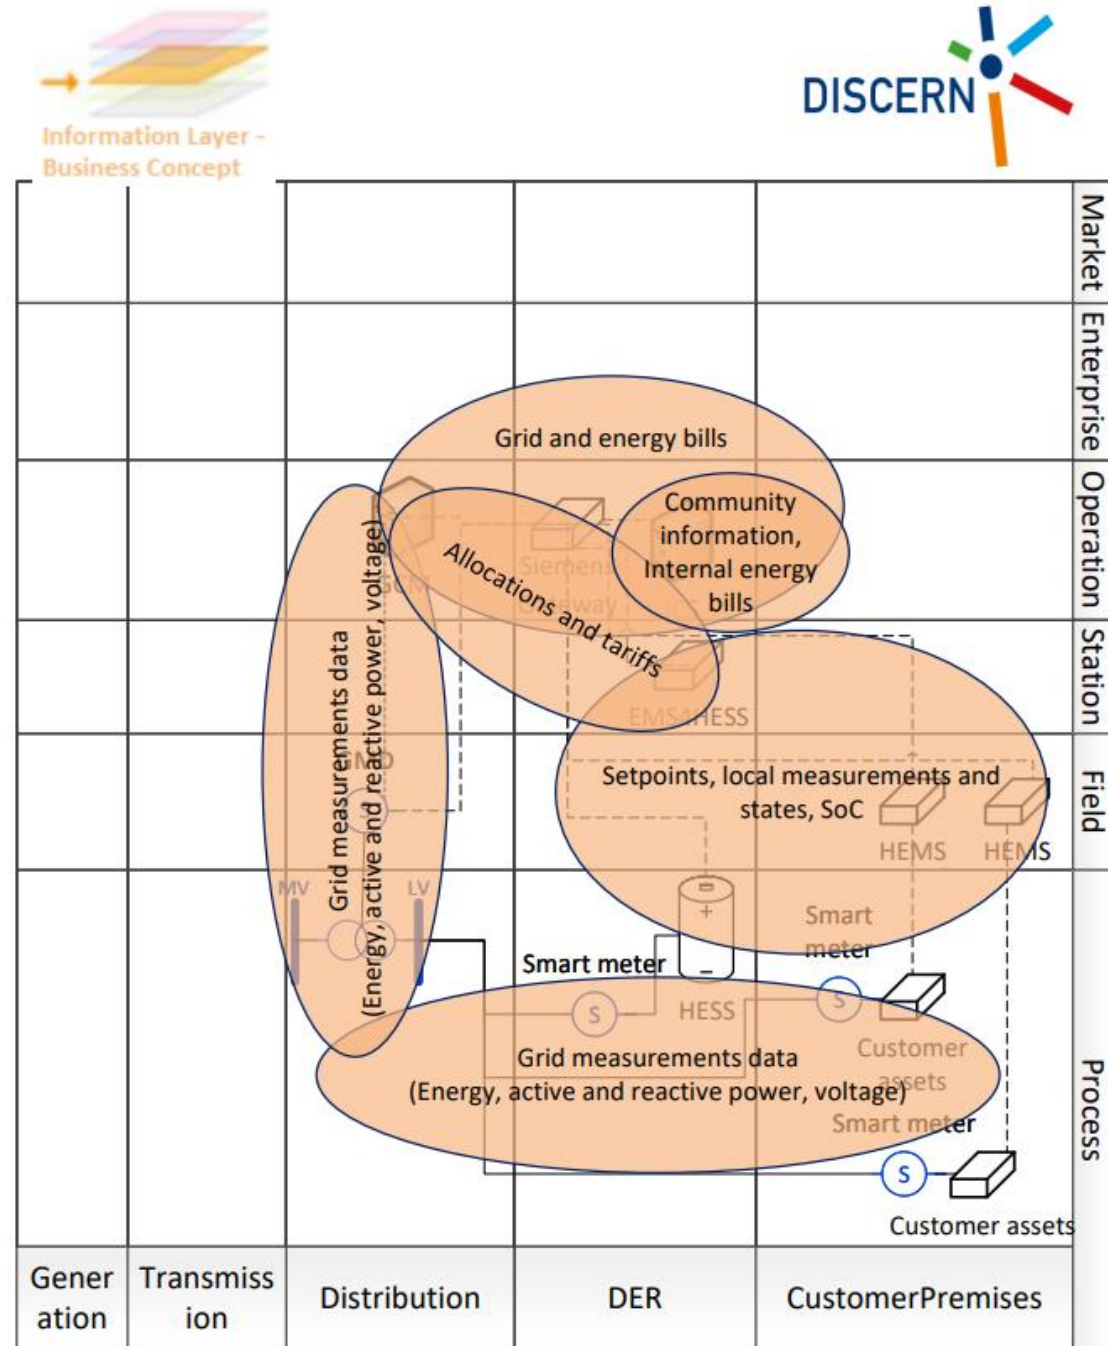 Information Layer -
Business Concept
DISCERN
Market
Enterprise
Grid and energy bills
Operation
Community
information,
Internal energy
bills
Allocations and tariffs
Siemens
Gateway
Station
EMS4HESS
Grid measurements data
(Energy, active and reactive power, voltage)
Field
Setpoints, local measurements and
states, SoC
S
HEMS
HEMS
MV
LV
Smart
meter
Smart meter
S
HESS
S
Customer
assets
Grid measurements data
(Energy, active and reactive power, voltage)
Process
Smart meter
S
Customer assets
Gener
ation
Transmiss
ion
Distribution
DER
CustomerPremises